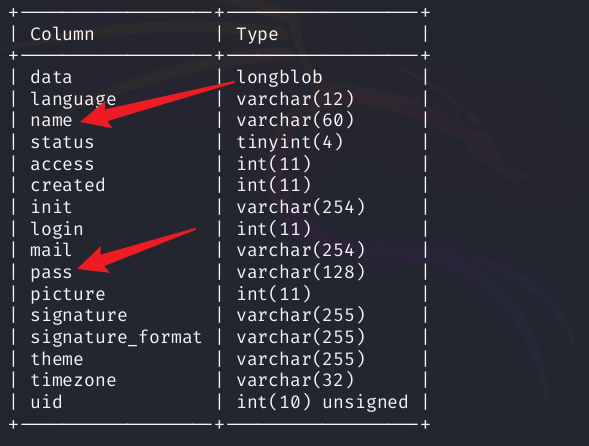 +------------------+------------------+
| Column           | Type             |
+------------------+------------------+
| data             | longblob         |
| language         | varchar(12)      |
| name             | varchar(60)      |
| status           | tinyint(4)       |
| access           | int(11)          |
| created          | int(11)          |
| init             | varchar(254)     |
| login            | int(11)          |
| mail             | varchar(254)     |
| pass             | varchar(128)     |
| picture          | int(11)          |
| signature        | varchar(255)     |
| signature_format | varchar(255)     |
| theme            | varchar(255)     |
| timezone         | varchar(32)      |
| uid              | int(10) unsigned |
+------------------+------------------+